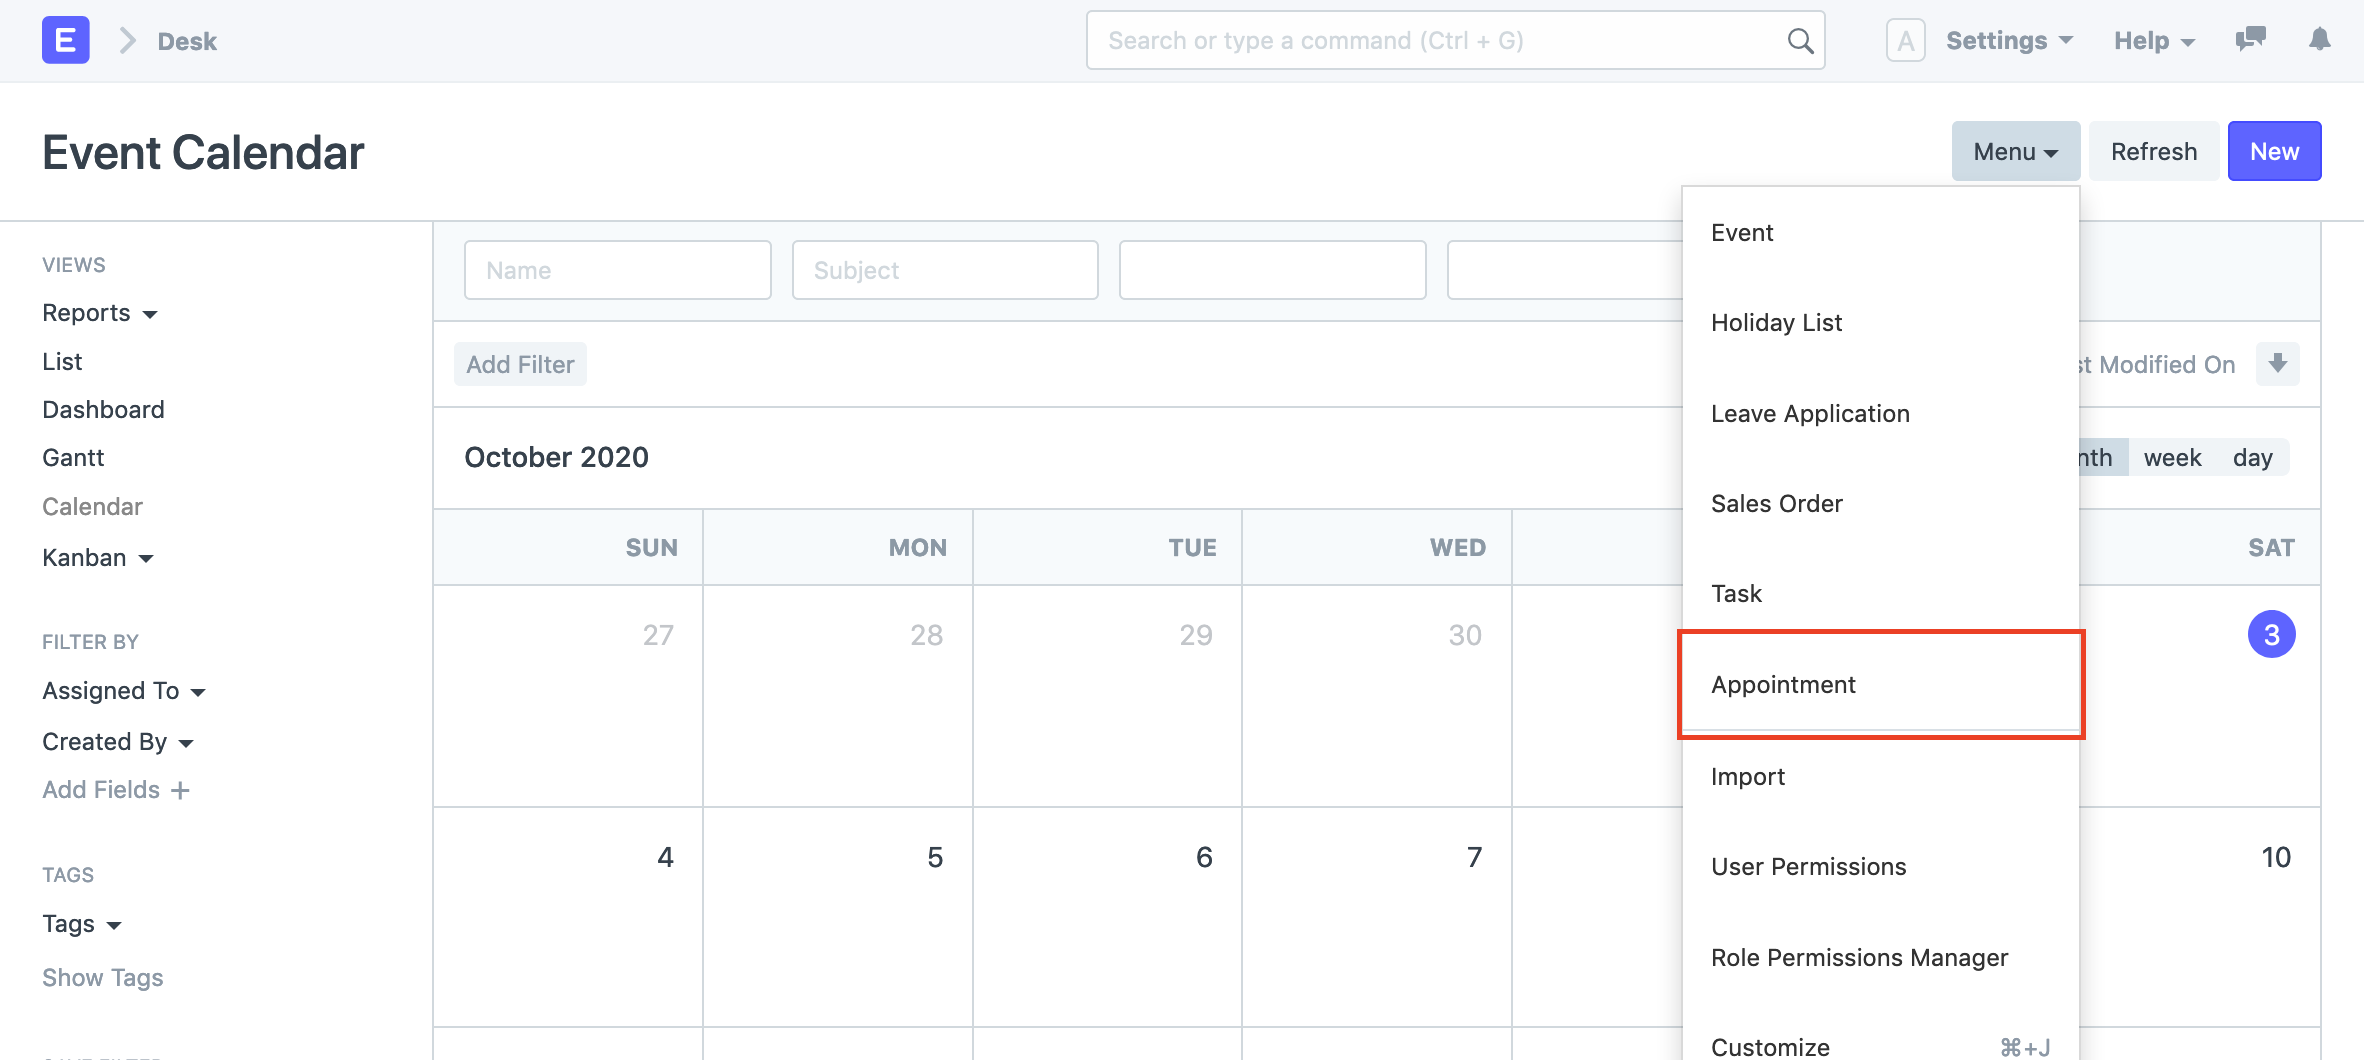 E Desk Search or type a command (Ctrl + G) A Settings Help
Event Calendar Menu Refresh New
VIEWS
Reports
List
Dashboard
Gantt
Calendar
Kanban
FILTER BY
Assigned To
Created By
Add Fields +
TAGS
Tags
Show Tags
Name Subject
Add Filter st Modified On
October 2020 nth week day
SUN MON TUE WED SAT
27 28 29 30 3
4 5 6 7 10
Event
Holiday List
Leave Application
Sales Order
Task
Appointment
Import
User Permissions
Role Permissions Manager
Customize ⌘+J